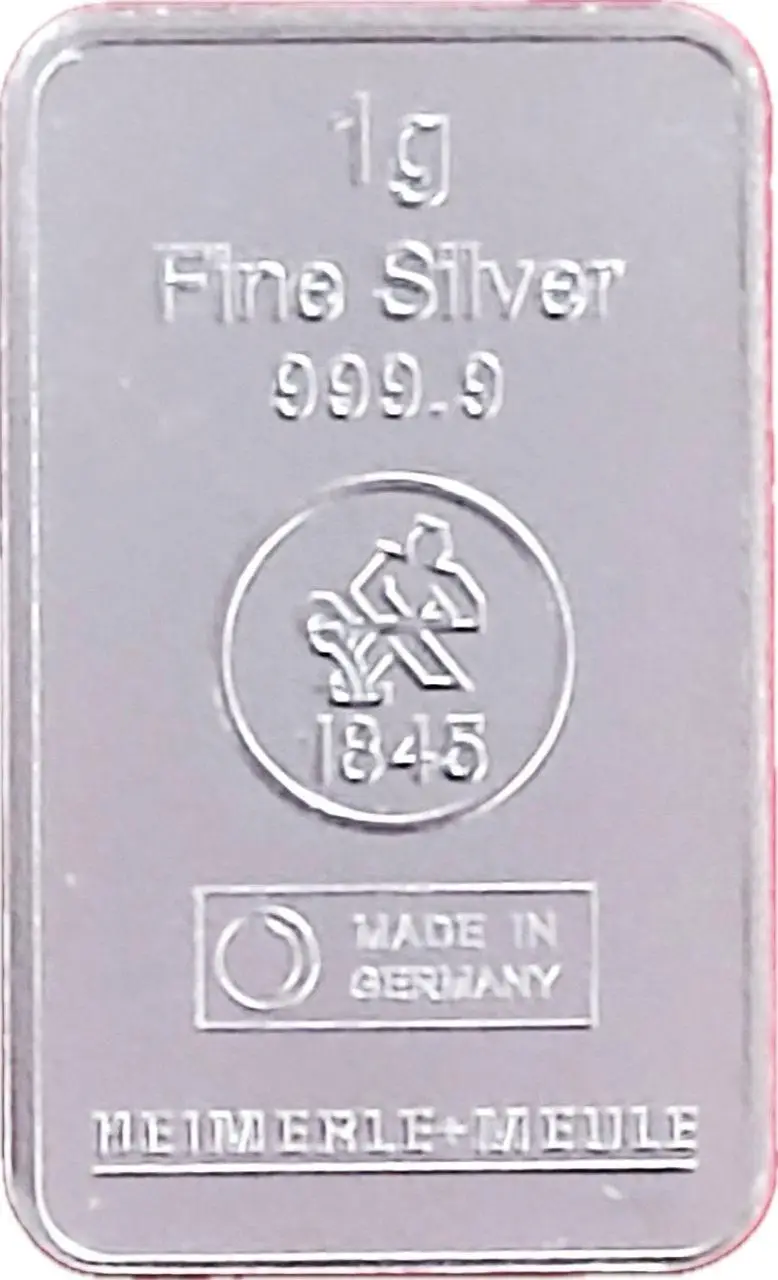 1g
Fine Silver
999.9
1845
MADE IN
GERMANY
HEIMERLE+MEULE